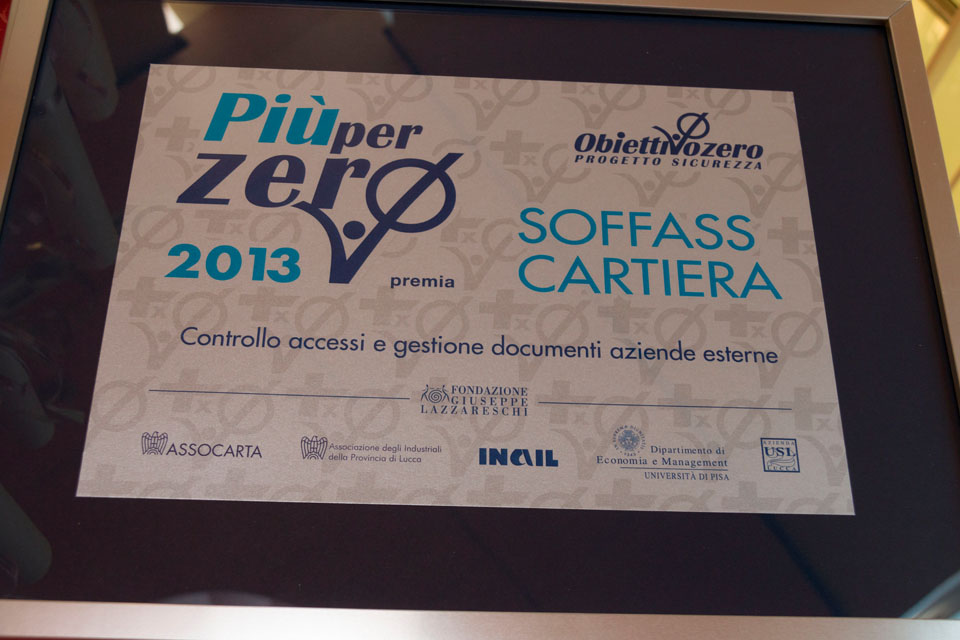 Più per
zerø
2013
premia
Obiettivozero
PROGETTO SICUREZZA
SOFFASS
CARTIERA
Controllo accessi e gestione documenti aziende esterne
FONDAZIONE
GIUSEPPE
LAZZARESCHI
ASSOCARTA
Associazione degli Industriali
della Provincia di Lucca
INAIL
Dipartimento di
Economia e Management
UNIVERSITÀ DI PISA
AZIENDA
USL
LUCCA